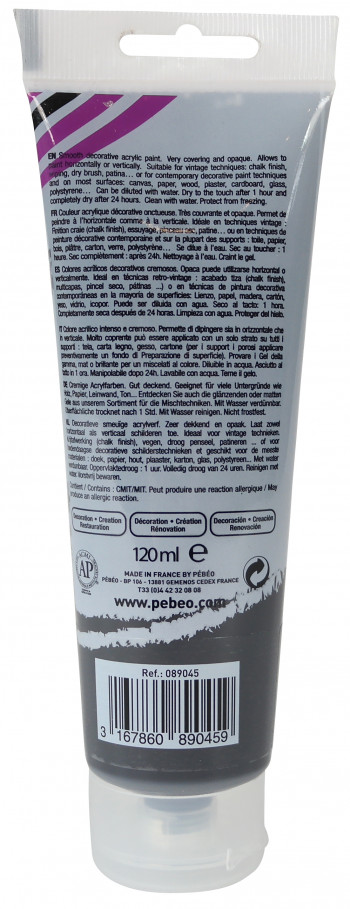 EN Smooth decorative acrylic paint. Very covering and opaque. Allows to
paint horizontally or vertically. Suitable for vintage techniques: chalk finish,
wiping, dry brush, patina... or for contemporary decorative paint techniques
and on most surfaces: canvas, paper, wood, plaster, cardboard, glass,
polystyrene... Can be diluted with water. Dry to the touch after 1 hour and
completely dry after 24 hours. Clean with water. Protect from freezing.
FR Couleur acrylique décorative onctueuse. Très couvrante et opaque. Permet de
peindre à l'horizontale comme à la verticale. Idéale en techniques vintage :
Finition craie (chalk finish), essuyage, patine... ou en techniques de
peinture décorative contemporaine et sur la plupart des supports : toile, papier,
bois, plâtre, carton, verre, polystyrène... Se dilue à l'eau. Sec au toucher : 1
heure. Sec complètement: après 24h. Nettoyage à l'eau. Craint le gel.
ES Colores acrílicos decorativos cremosos. Opaca puede utilizarse horizontal o
verticalmente. Ideal en técnicas retro-vintage : acabado tiza (chalk finish),
multicapas, pincel seco, pátinas ...) o en técnicas de pintura decorativa
contemporáneas en la mayoría de superficies: Lienzo, papel, madera, cartón,
yeso, vidrio, icopor. Puede ser diluida con agua. Seco al tacto: 1 hora.
Completamente seca después de 24 horas. Limpieza con agua. Proteger del hielo.
IT Colore acrilico intenso e cremoso. Permette di dipingere sia in orizzontale che
in verticale. Molto coprente può essere applicato con un solo strato su tutti i
supporti : tela, carta legno, gesso, cartone (per i support i porosi applicare
preventivamente un fondo di Preparazione di superficie). Provare i Gel della
gamma, mat o brillante per un miscelati al colore. Diluibile in acqua. Asciutto al
tatto in 1 ora. Manipolabile dopo 24h. Lavabile con acqua. Teme il gelo.
DE Cremige Acrylfarben. Gut deckend. Geeignet für viele Untergründe wie
Holz, Papier, Leinwand, Ton... Entdecken Sie auch die glänzenden oder matten
aus unserem Sortiment für die Mischtechniken. Mit Wasser verdünnbar.
Oberflächlche trotzknet nach 1 Std. Mit Wasser reinigen. Nicht frostfest.
NL Decoratieve smeuïge acrylverf. Zeer dekkend en opaak. Laat zowel
horizontaal als verticaal schilderen toe. Ideaal voor vintage technieken.
(chalk finish), vegen, droog penseel, patineren ... of voor
hedendaagse decoratieve schilderstechnieken en geschikt voor de meeste
materialen : doek, papier, hout, plaaster, karton, glas, polystyreen... Met water
verdunbaar. Oppervlaktedroog : 1 uur. Volledig droog van 24 uren. Reinigen met
water. Vorstvrij bewaren.
Content / Contains : CMIT/MIT. Peut produire une réaction allergique / May
produce an allergic reaction.
Decoration • Creation
Restauration
Décoration • Création
Rénovation
Decoración • Creación
Renovación
ACMI
AP
120ml e
MADE IN FRANCE BY PÉBÉO
PÉBÉO - BP 106 - 13881 GEMENOS CEDEX FRANCE
T33 (0)4 42 32 08 08
www.pebeo.com
Ref.: 089045
3 167860 890459